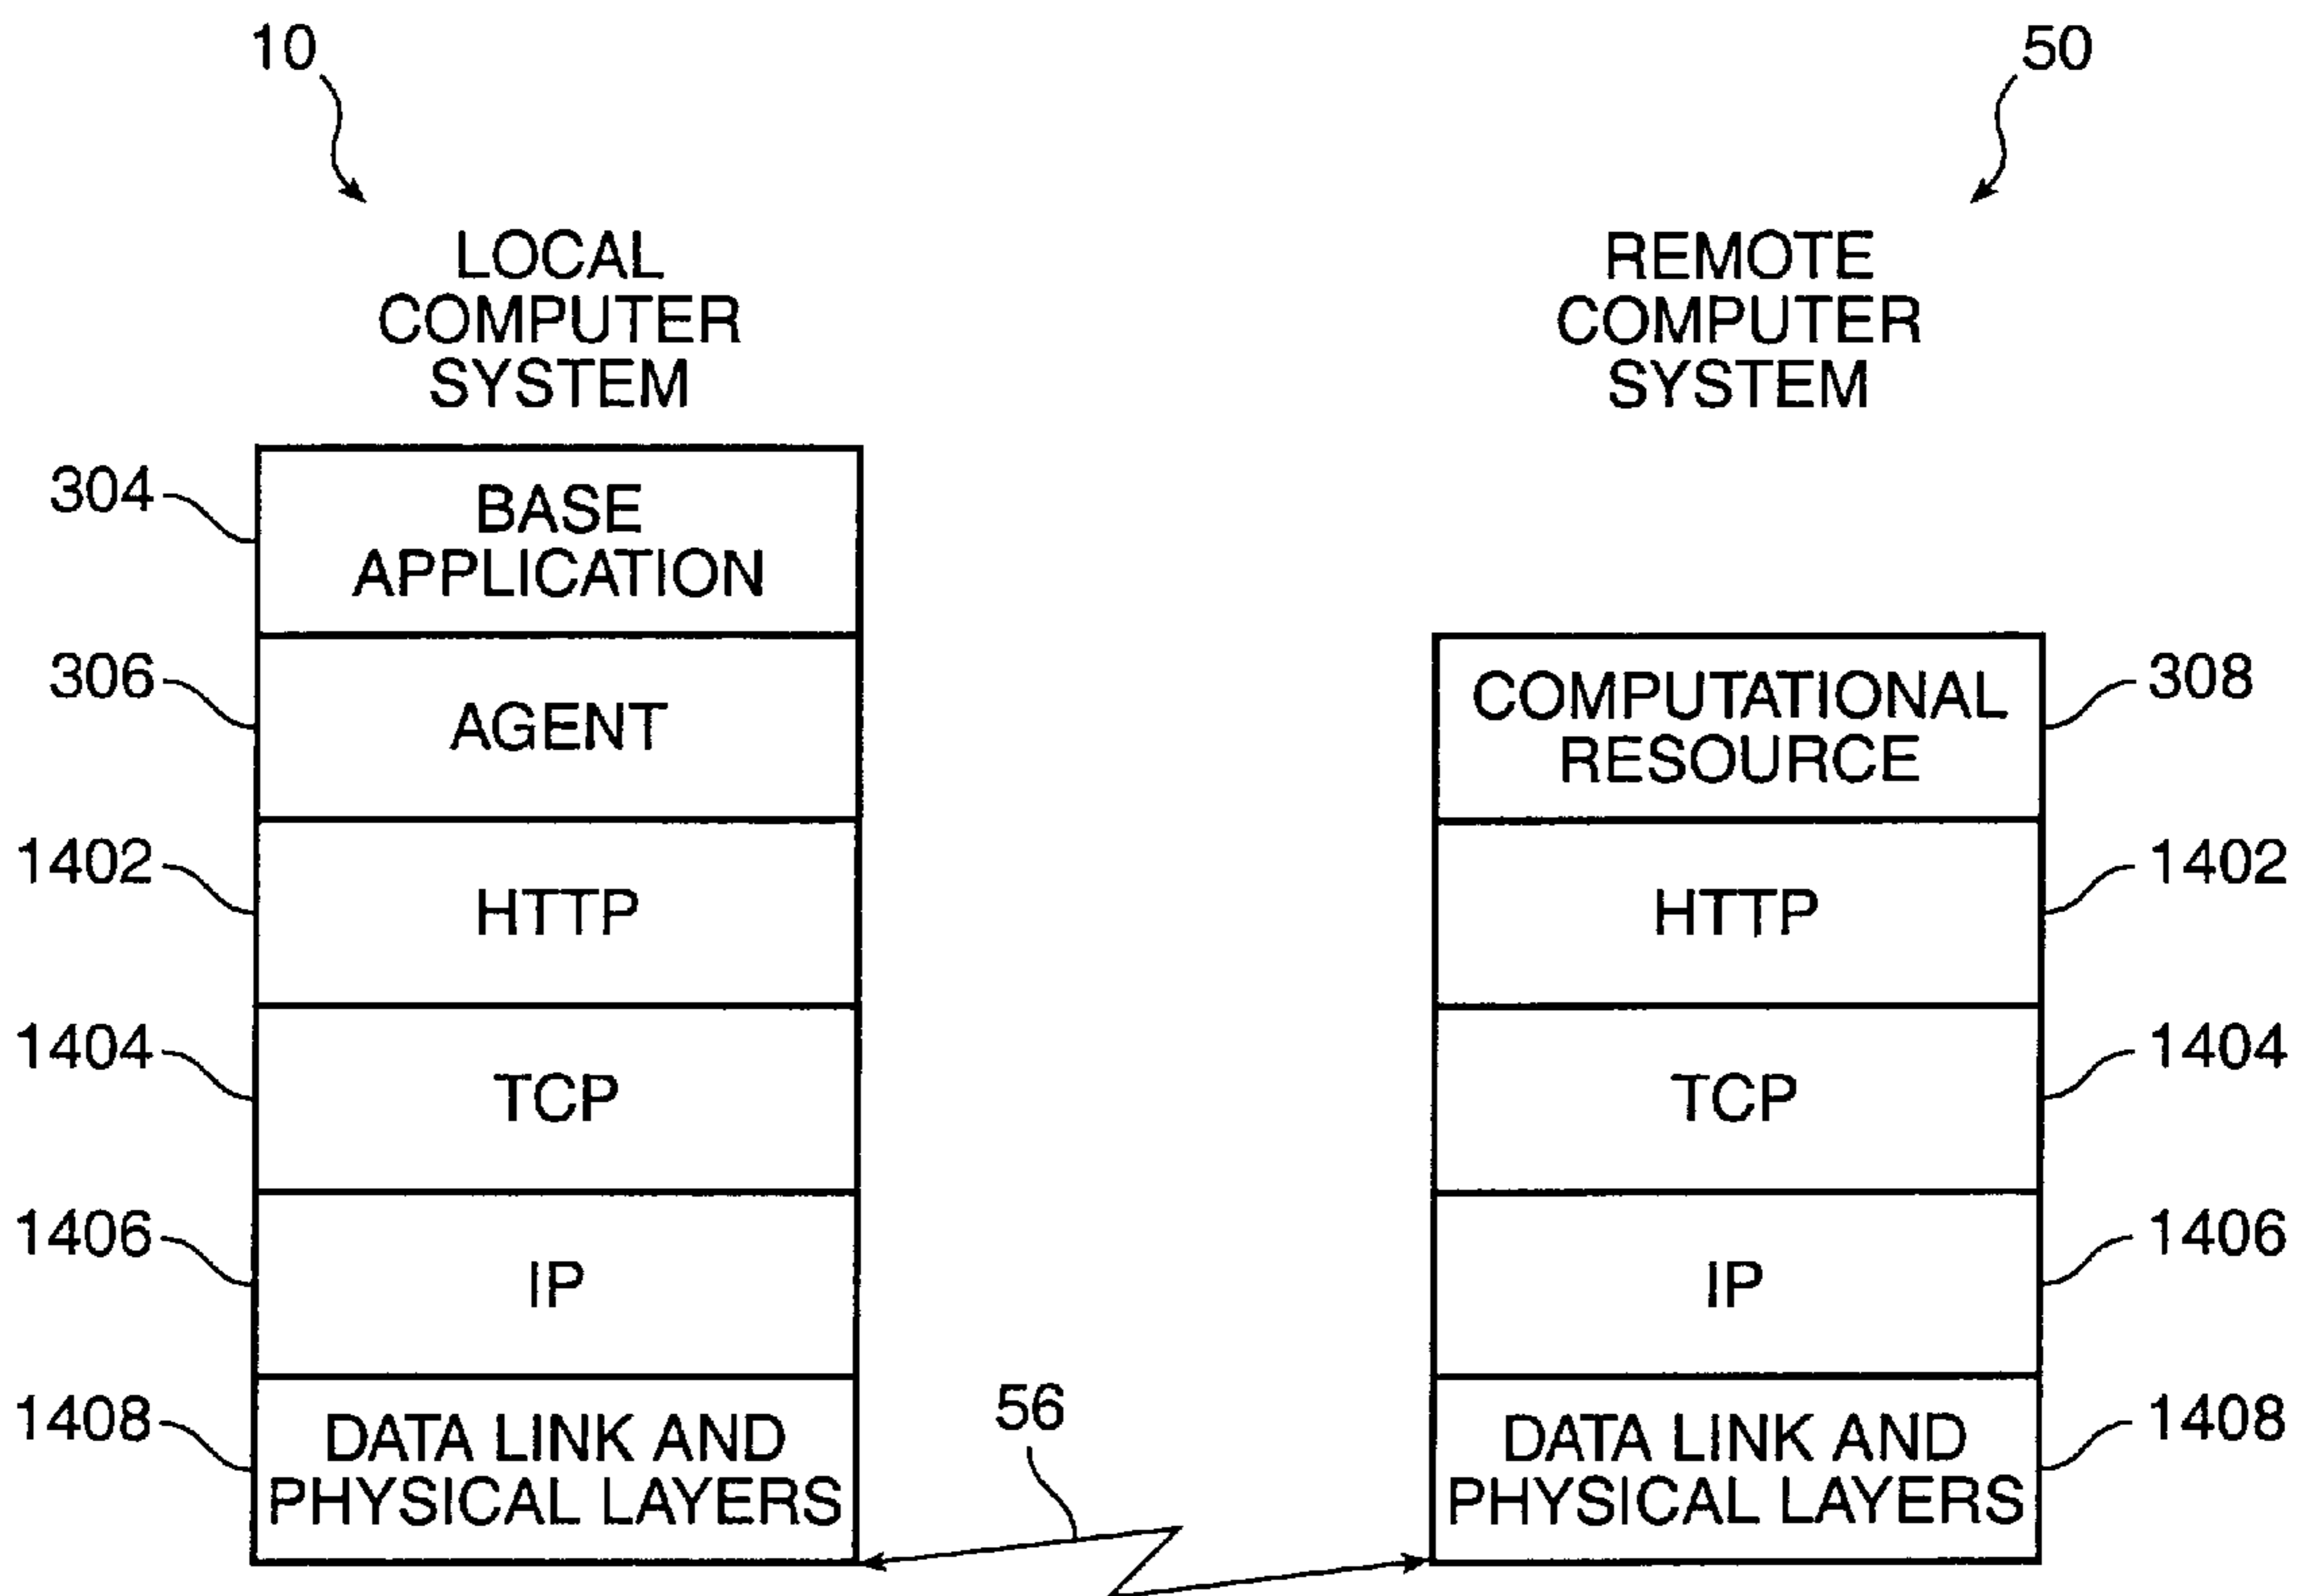 10
50
LOCAL
COMPUTER
SYSTEM
REMOTE
COMPUTER
SYSTEM
304
BASE
APPLICATION
306
AGENT
COMPUTATIONAL
RESOURCE
308
1402
HTTP
HTTP
1402
1404
TCP
TCP
1404
1406
IP
IP
1406
1408
DATA LINK AND
PHYSICAL LAYERS
56
DATA LINK AND
PHYSICAL LAYERS
1408